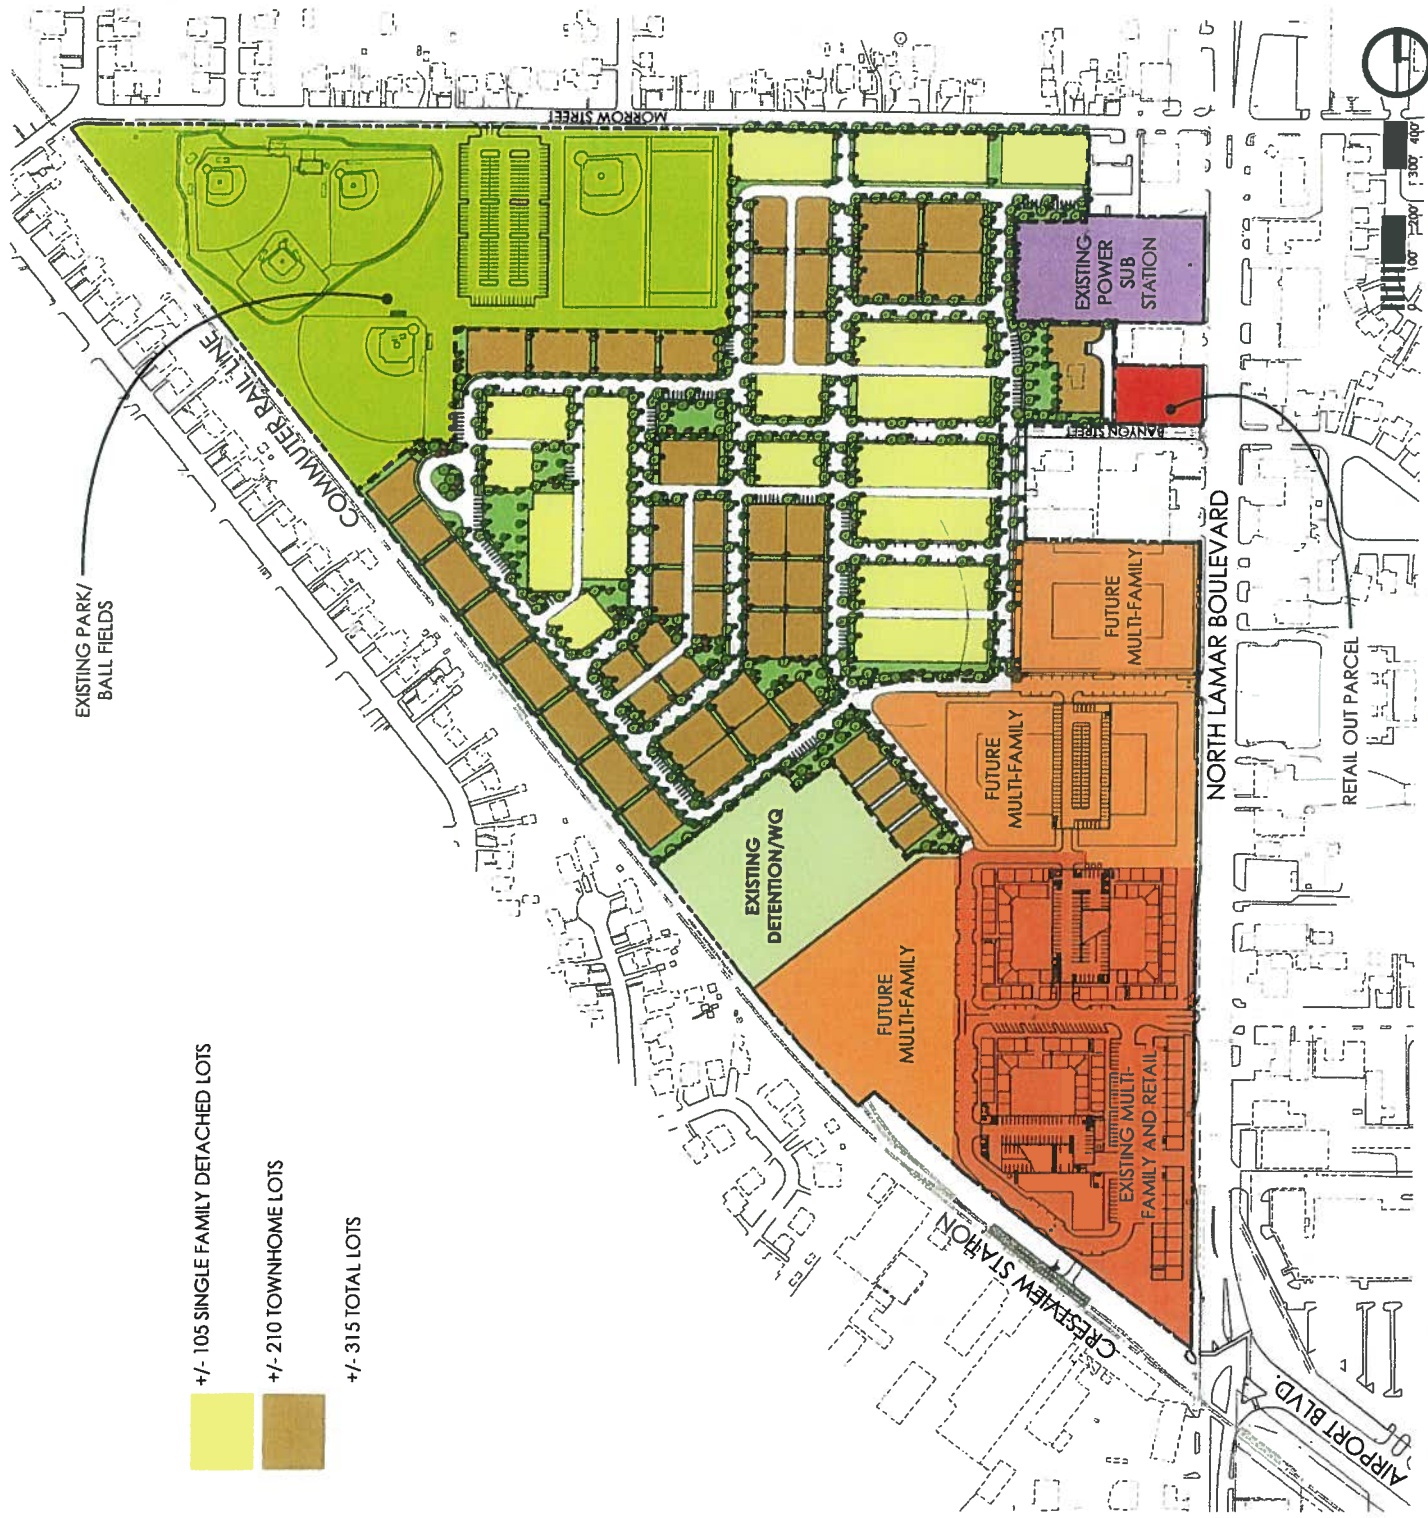 +/- 105 SINGLE FAMILY DETACHED LOTS
+/- 210 TOWNHOME LOTS
+/- 315 TOTAL LOTS
EXISTING PARK/
BALL FIELDS
COMMUTER RAIL LINE
MORROW STREET
EXISTING
POWER
SUB
STATION
BANYON STREET
EXISTING
DETENTION/WQ
FUTURE
MULTI-FAMILY
FUTURE
MULTI-FAMILY
FUTURE
MULTI-FAMILY
EXISTING MULTI-
FAMILY AND RETAIL
CRESTVIEW STATION
NORTH LAMAR BOULEVARD
RETAIL OUT PARCEL
AIRPORT BLVD.
0 100' 200' 300' 400'